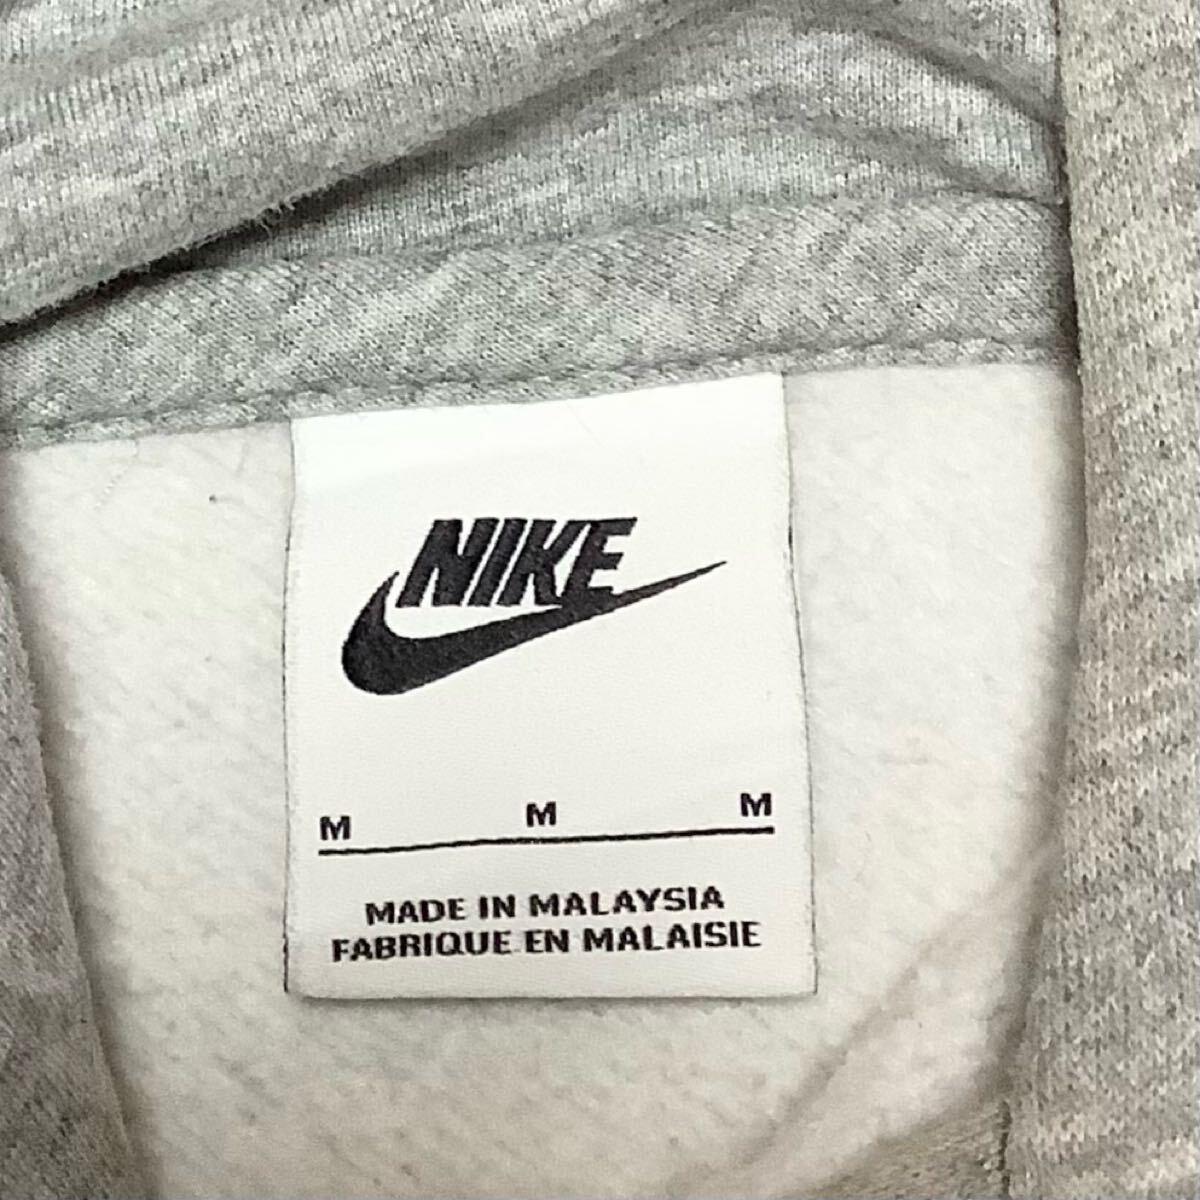 NIKE
M M M
MADE IN MALAYSIA
FABRIQUE EN MALAISIE